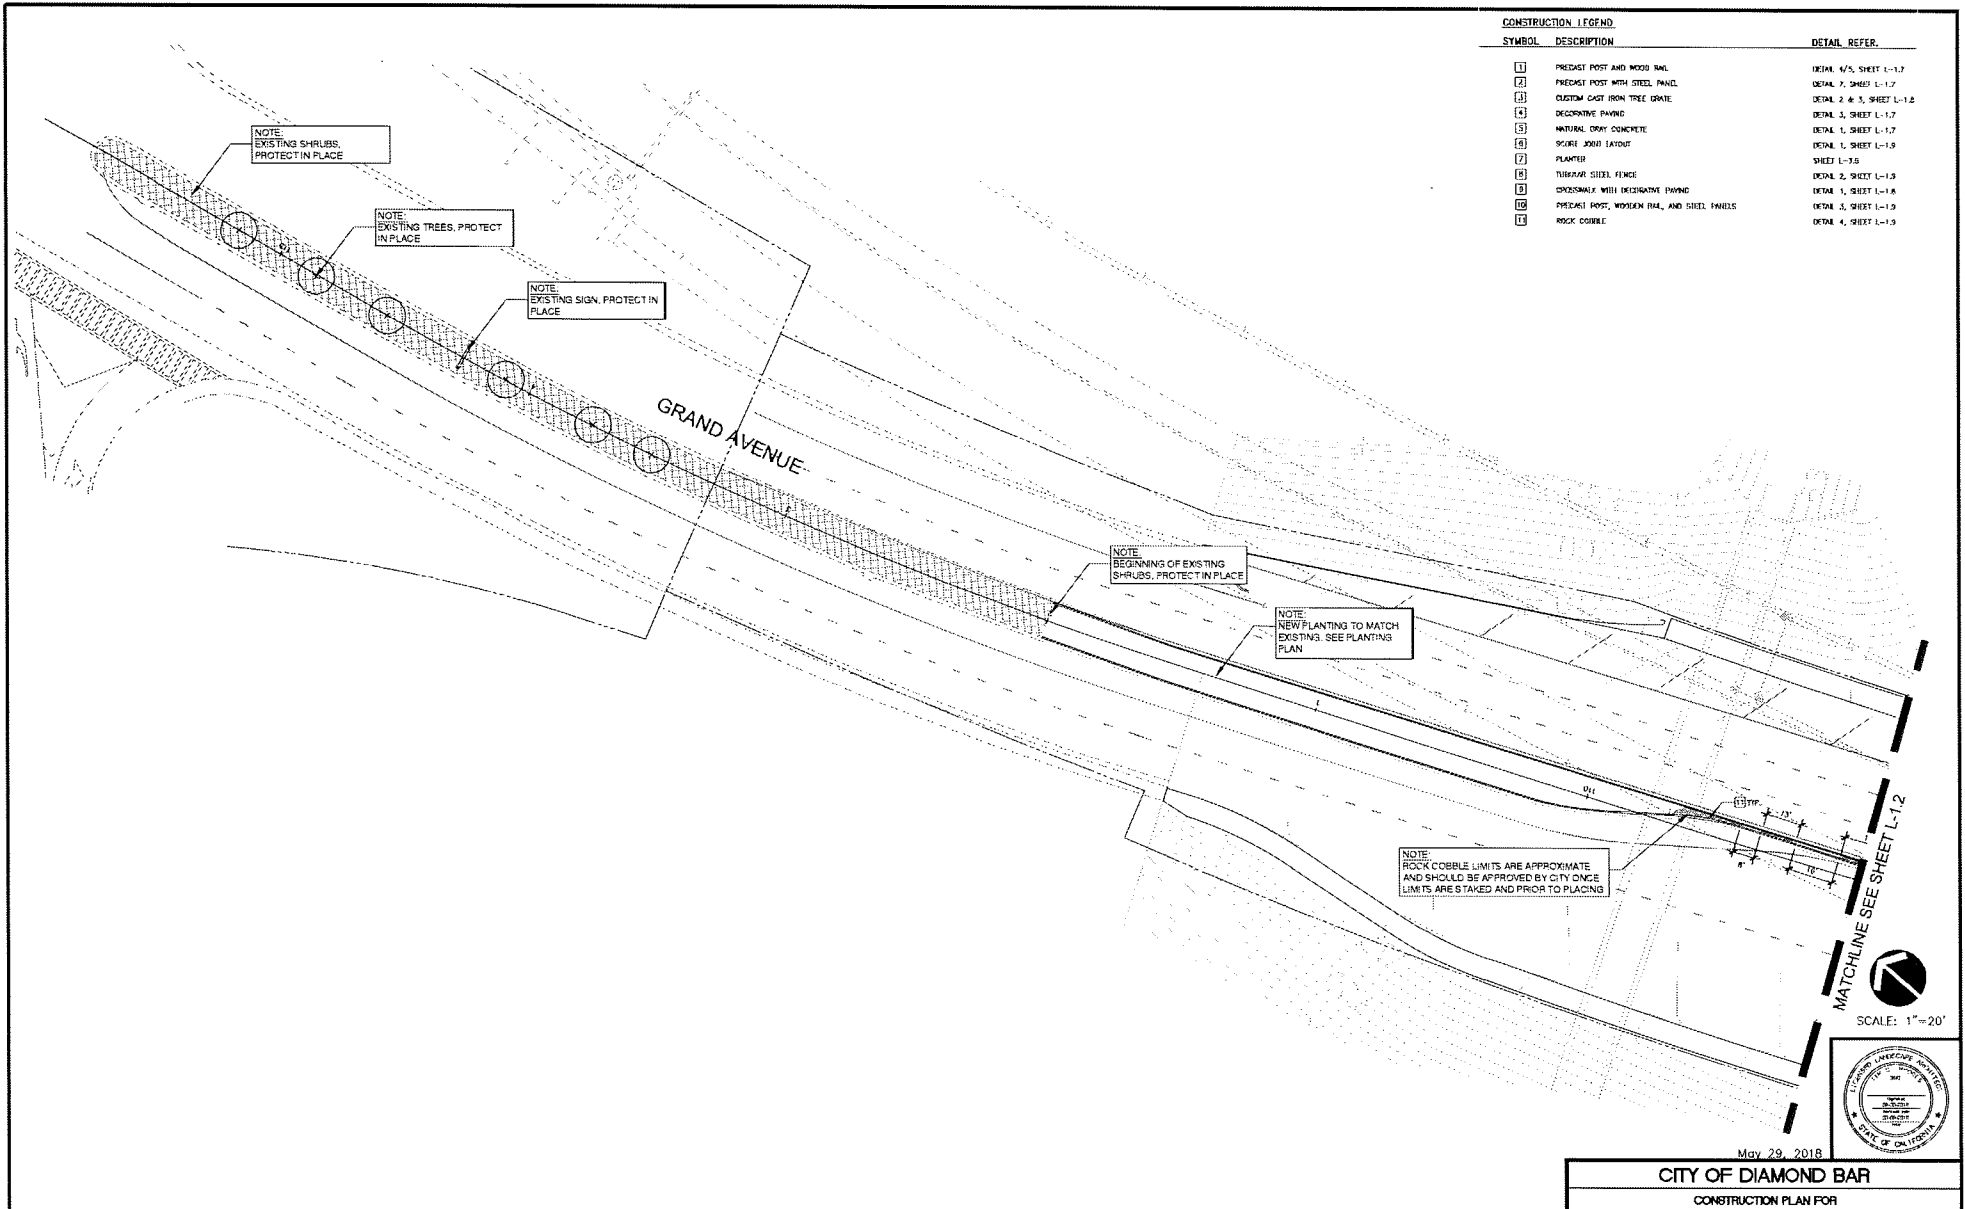 CONSTRUCTION LEGEND
SYMBOL DESCRIPTION DETAIL REFER.
1 PRECAST POST AND WOOD RAIL DETAIL 4/5, SHEET L-1.7
2 PRECAST POST WITH STEEL PANEL DETAIL 7, SHEET L-1.7
3 CUSTOM CAST IRON TREE GRATE DETAIL 2 & 3, SHEET L-1.8
4 DECORATIVE PAVING DETAIL 3, SHEET L-1.7
5 NATURAL GRAY CONCRETE DETAIL 1, SHEET L-1.7
6 SCORE JOINT LAYOUT DETAIL 1, SHEET L-1.9
7 PLANTER SHEET L-3.5
8 TUBULAR STEEL FENCE DETAIL 2, SHEET L-1.9
9 CROSSWALK WITH DECORATIVE PAVING DETAIL 1, SHEET L-1.8
10 PRECAST POST, WOODEN RAIL, AND STEEL PANELS DETAIL 3, SHEET L-1.9
11 ROCK COBBLE DETAIL 4, SHEET L-1.9
NOTE:
EXISTING SHRUBS,
PROTECT IN PLACE
NOTE:
EXISTING TREES, PROTECT
IN PLACE
NOTE:
EXISTING SIGN, PROTECT IN
PLACE
GRAND AVENUE
NOTE:
BEGINNING OF EXISTING
SHRUBS, PROTECT IN PLACE
NOTE:
NEW PLANTING TO MATCH
EXISTING. SEE PLANTING
PLAN
11 TYP.
15'
8'
16'
NOTE:
ROCK COBBLE LIMITS ARE APPROXIMATE
AND SHOULD BE APPROVED BY CITY ONCE
LIMITS ARE STAKED AND PRIOR TO PLACING
MATCHLINE SEE SHEET L-1.2
SCALE: 1"=20'
LICENSED LANDSCAPE ARCHITECT
STATE OF CALIFORNIA
May 29, 2018
CITY OF DIAMOND BAR
CONSTRUCTION PLAN FOR